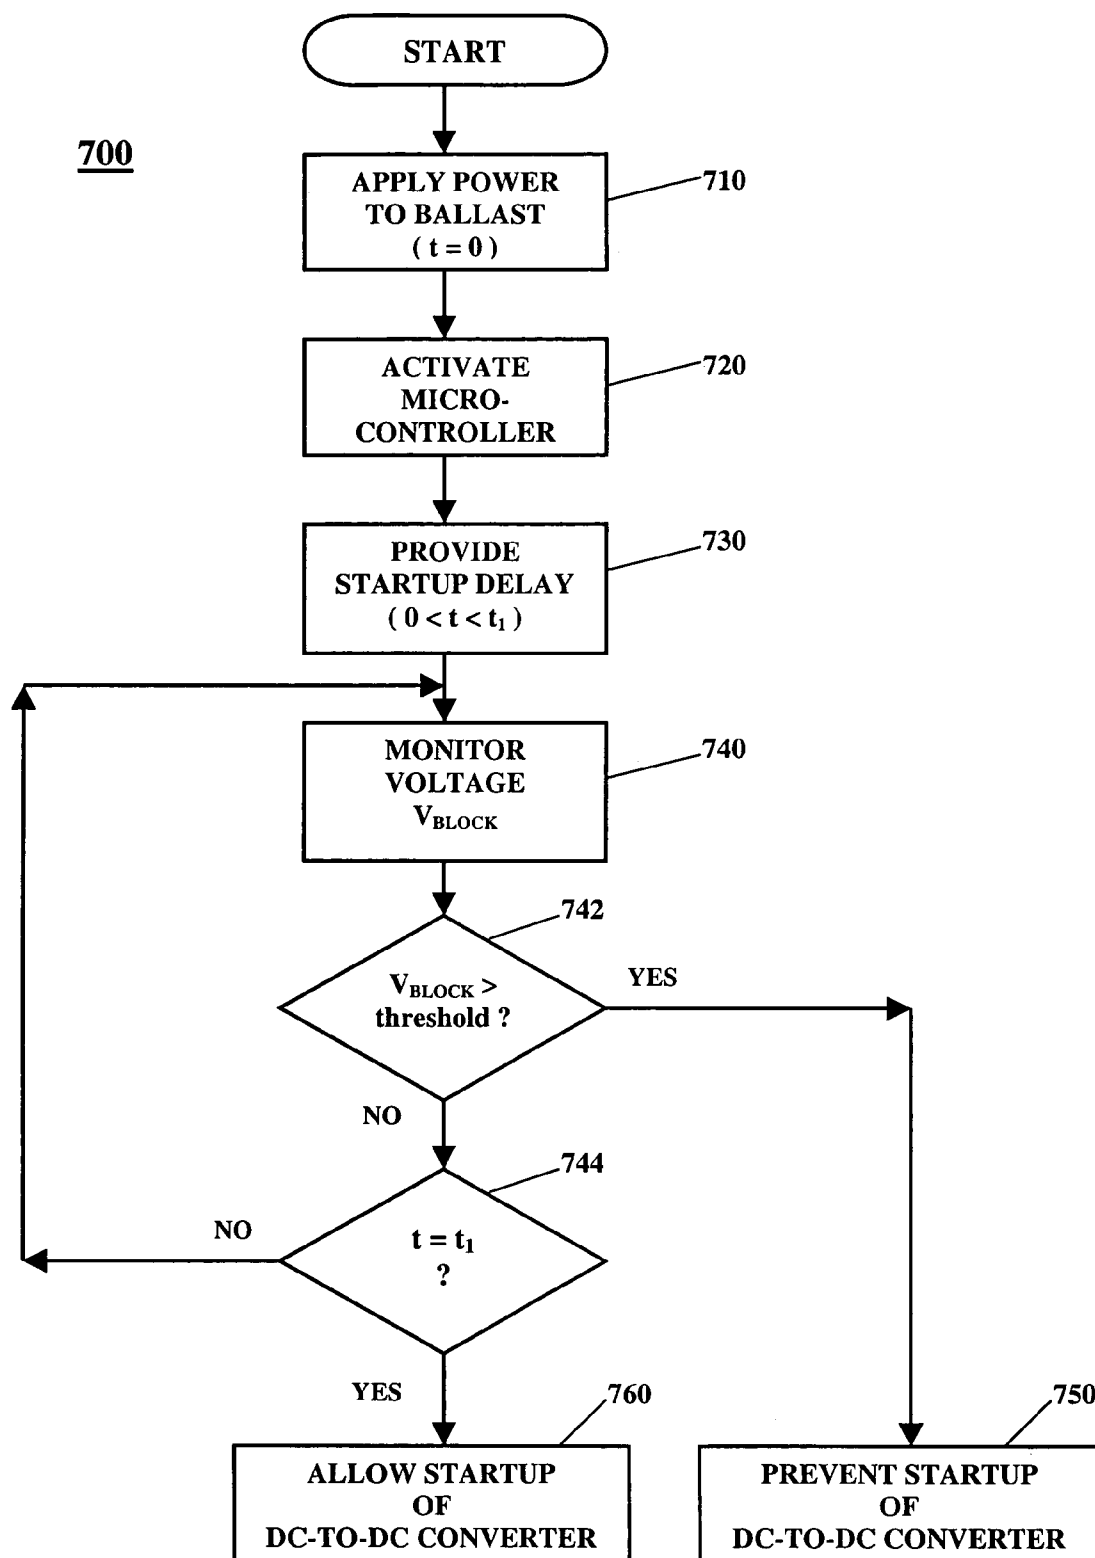 START
700
APPLY POWER
TO BALLAST
( t = 0 )
710
ACTIVATE
MICRO-
CONTROLLER
720
PROVIDE
STARTUP DELAY
( 0 < t < t₁ )
730
MONITOR
VOLTAGE
V_BLOCK
740
742
V_BLOCK >
threshold ?
YES
NO
744
t = t₁
?
NO
YES
760
ALLOW STARTUP
OF
DC-TO-DC CONVERTER
750
PREVENT STARTUP
OF
DC-TO-DC CONVERTER